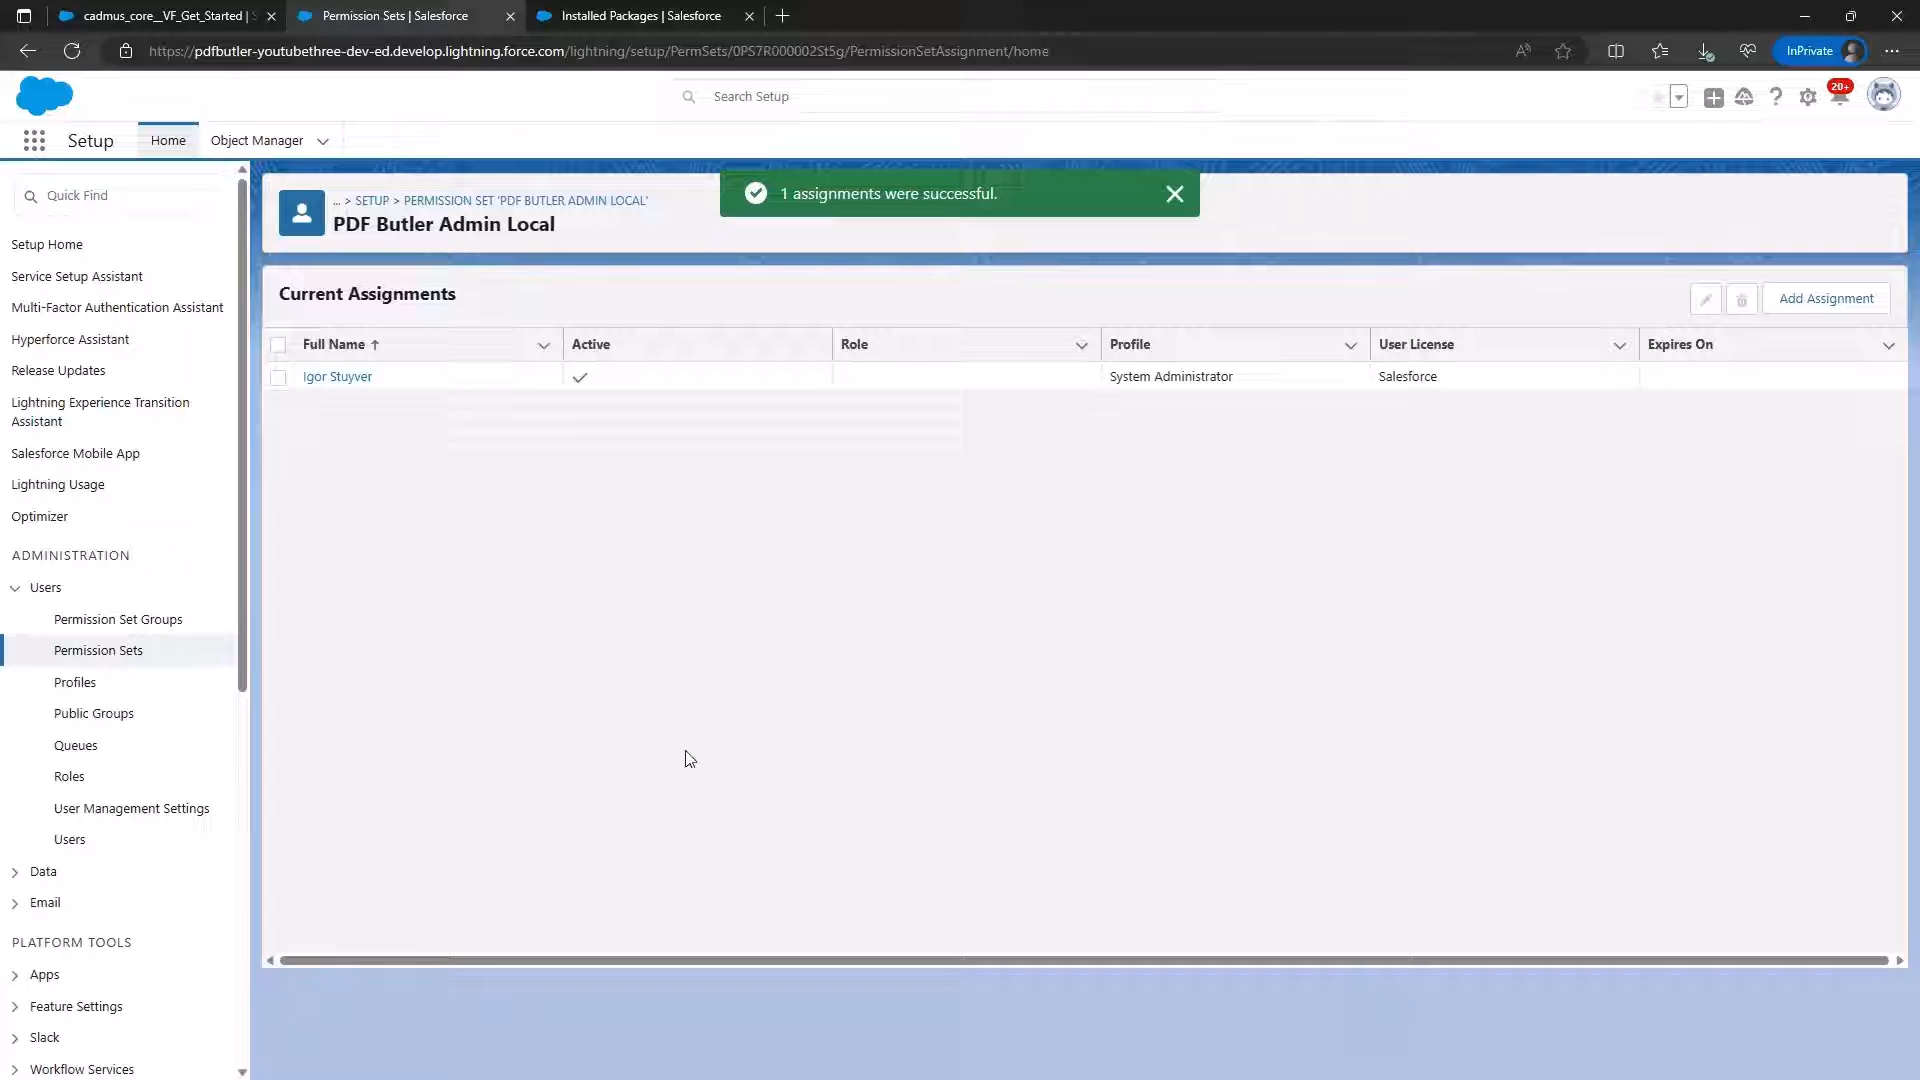 cadmus_core__VF_Get_Started | S
Permission Sets | Salesforce
Installed Packages | Salesforce
https://pdfbutler-youtubethree-dev-ed.develop.lightning.force.com/lightning/setup/PermSets/0PS7R000002St5g/PermissionSetAssignment/home
InPrivate
Search Setup
20+
Setup
Home
Object Manager
Quick Find
Setup Home
Service Setup Assistant
Multi-Factor Authentication Assistant
Hyperforce Assistant
Release Updates
Lightning Experience Transition
Assistant
Salesforce Mobile App
Lightning Usage
Optimizer
ADMINISTRATION
Users
Permission Set Groups
Permission Sets
Profiles
Public Groups
Queues
Roles
User Management Settings
Users
Data
Email
PLATFORM TOOLS
Apps
Feature Settings
Slack
Workflow Services
... > SETUP > PERMISSION SET 'PDF BUTLER ADMIN LOCAL'
PDF Butler Admin Local
1 assignments were successful.
Current Assignments
Add Assignment
Full Name ↑ Active Role Profile User License Expires On
Igor Stuyver System Administrator Salesforce